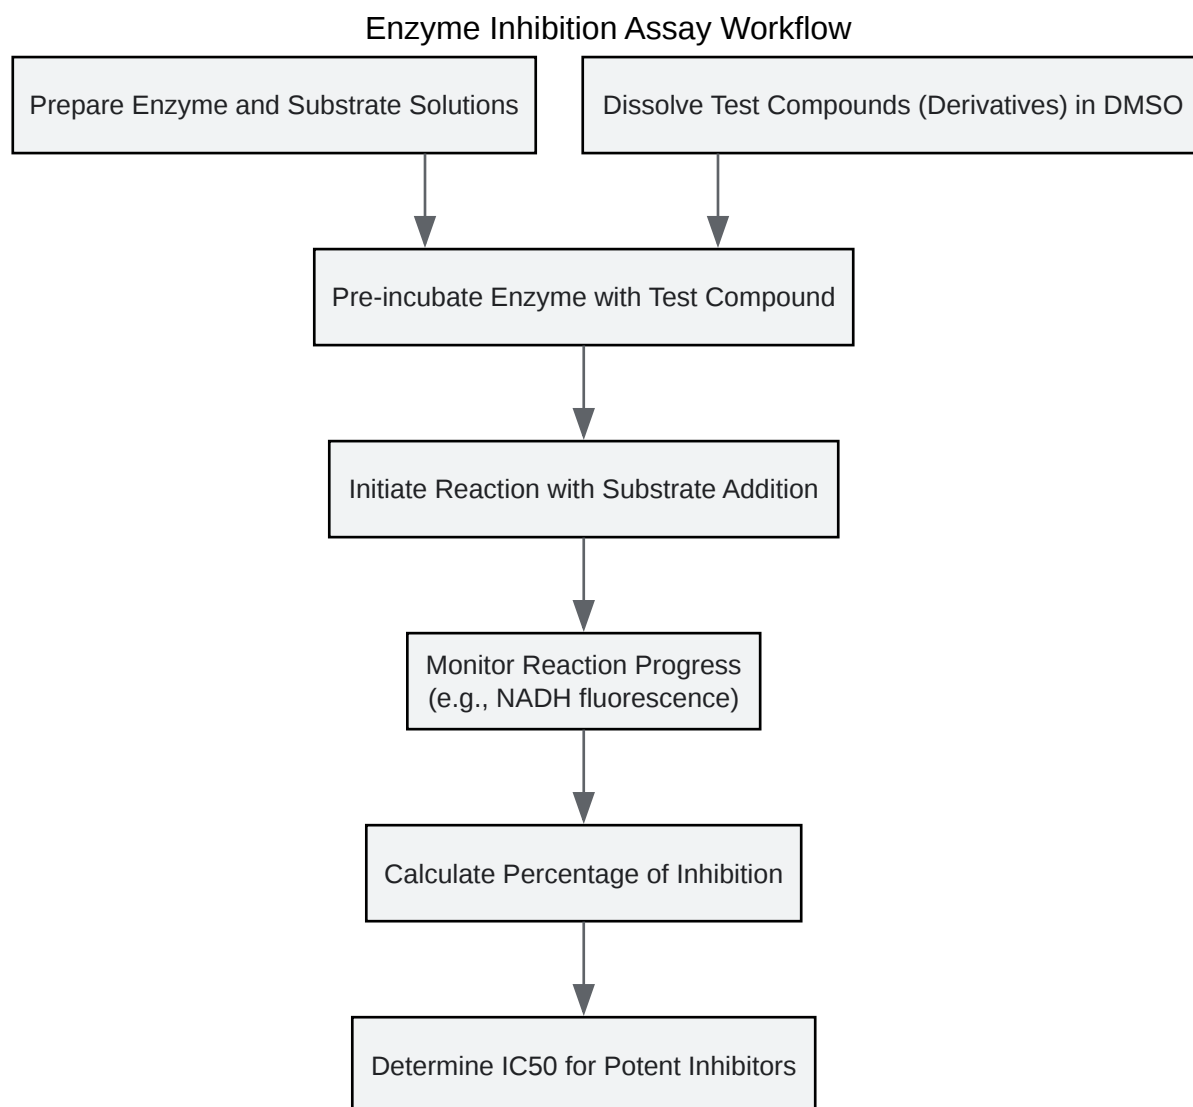 Enzyme Inhibition Assay Workflow
Prepare Enzyme and Substrate Solutions
Dissolve Test Compounds (Derivatives) in DMSO
Pre-incubate Enzyme with Test Compound
Initiate Reaction with Substrate Addition
Monitor Reaction Progress
(e.g., NADH fluorescence)
Calculate Percentage of Inhibition
Determine IC50 for Potent Inhibitors